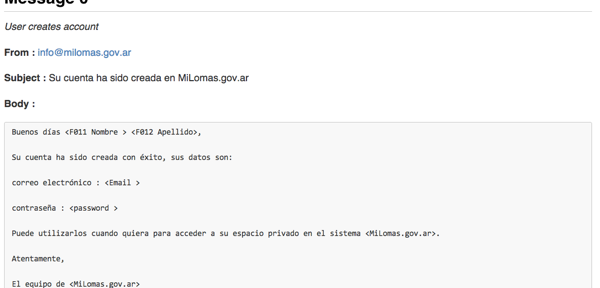 User creates account
From : info@milomas.gov.ar
Subject : Su cuenta ha sido creada en MiLomas.gov.ar
Body :
Buenos días <F011 Nombre > <F012 Apellido>,
Su cuenta ha sido creada con éxito, sus datos son:
correo electrónico : <Email >
contraseña : <password >
Puede utilizarlos cuando quiera para acceder a su espacio privado en el sistema <MiLomas.gov.ar>.
Atentamente,
El equipo de <MiLomas.gov.ar>